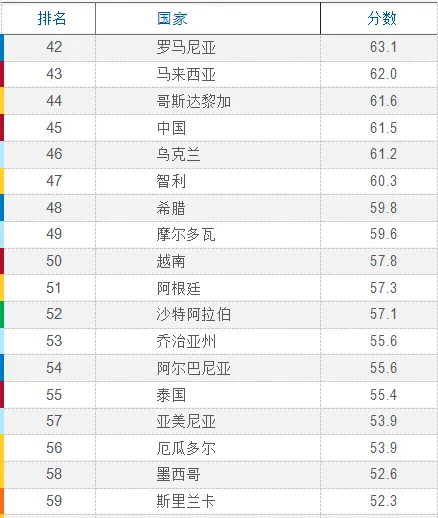 排名 国家 分数
42 罗马尼亚 63.1
43 马来西亚 62.0
44 哥斯达黎加 61.6
45 中国 61.5
46 乌克兰 61.2
47 智利 60.3
48 希腊 59.8
49 摩尔多瓦 59.6
50 越南 57.8
51 阿根廷 57.3
52 沙特阿拉伯 57.1
53 乔治亚州 55.6
54 阿尔巴尼亚 55.6
55 泰国 55.4
57 亚美尼亚 53.9
56 厄瓜多尔 53.9
58 墨西哥 52.6
59 斯里兰卡 52.3